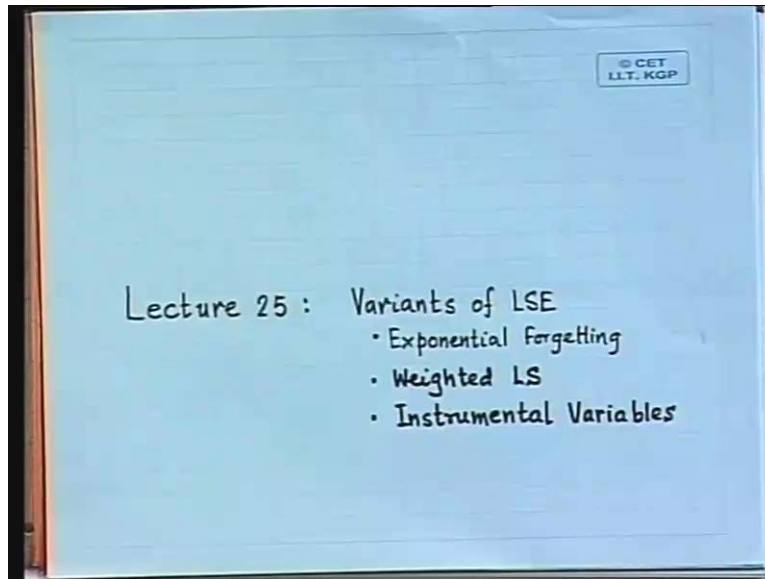 © CET
I.I.T. KGP
Lecture 25 : Variants of LSE
• Exponential Forgetting
• Weighted LS
• Instrumental Variables